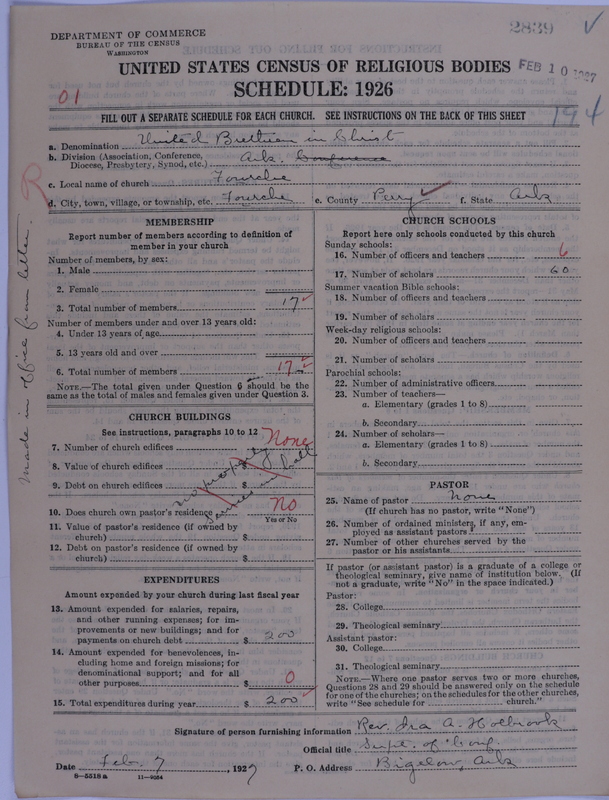 2839
DEPARTMENT OF COMMERCE
BUREAU OF THE CENSUS
WASHINGTON
FEB 10 1927
UNITED STATES CENSUS OF RELIGIOUS BODIES
SCHEDULE: 1926
01
194
FILL OUT A SEPARATE SCHEDULE FOR EACH CHURCH. SEE INSTRUCTIONS ON THE BACK OF THIS SHEET
a. Denomination United Brethren in Christ
b. Division (Association, Conference, Diocese, Presbytery, Synod, etc.) Ark. Conference
c. Local name of church Fourche
d. City, town, village, or township, etc. Fourche e. County Perry f. State Ark
made in office from letter.
MEMBERSHIP
Report number of members according to definition of
member in your church
Number of members, by sex:
1. Male
2. Female
3. Total number of members 17
Number of members under and over 13 years old:
4. Under 13 years of age
5. 13 years old and over
6. Total number of members 17
NOTE.—The total given under Question 6 should be the
same as the total of males and females given under Question 3.
CHURCH BUILDINGS
See instructions, paragraphs 10 to 12
7. Number of church edifices None
8. Value of church edifices
9. Debt on church edifices $
no property
services in hall
10. Does church own pastor's residence No
Yes or No
11. Value of pastor's residence (if owned by
church) $
12. Debt on pastor's residence (if owned by
church) $
EXPENDITURES
Amount expended by your church during last fiscal year
13. Amount expended for salaries, repairs,
and other running expenses; for im-
provements or new buildings; and for
payments on church debt $ 200
14. Amount expended for benevolences, in-
cluding home and foreign missions; for
denominational support; and for all
other purposes $ 0
15. Total expenditures during year $ 200
CHURCH SCHOOLS
Report here only schools conducted by this church
Sunday schools:
16. Number of officers and teachers 6
17. Number of scholars 60
Summer vacation Bible schools:
18. Number of officers and teachers
19. Number of scholars
Week-day religious schools:
20. Number of officers and teachers
21. Number of scholars
Parochial schools:
22. Number of administrative officers
23. Number of teachers—
a. Elementary (grades 1 to 8)
b. Secondary
24. Number of scholars—
a. Elementary (grades 1 to 8)
b. Secondary
PASTOR
25. Name of pastor None
(If church has no pastor, write "None")
26. Number of ordained ministers, if any, em-
ployed as assistant pastors
27. Number of other churches served by the
pastor or his assistants
If pastor (or assistant pastor) is a graduate of a college or
theological seminary, give name of institution below. (If
not a graduate, write "No" in the space indicated.)
Pastor:
28. College
29. Theological seminary
Assistant pastor:
30. College
31. Theological seminary
NOTE.—Where one pastor serves two or more churches,
Questions 28 and 29 should be answered only on the schedule
for one of the churches; on the schedules for the other churches,
write "See schedule for church."
Signature of person furnishing information Rev. Ira A. Holbrook
Official title Supt. of Conf.
Date Feb. 7, 1927 P. O. Address Bigelow, Ark
8—5518 a 11—9264